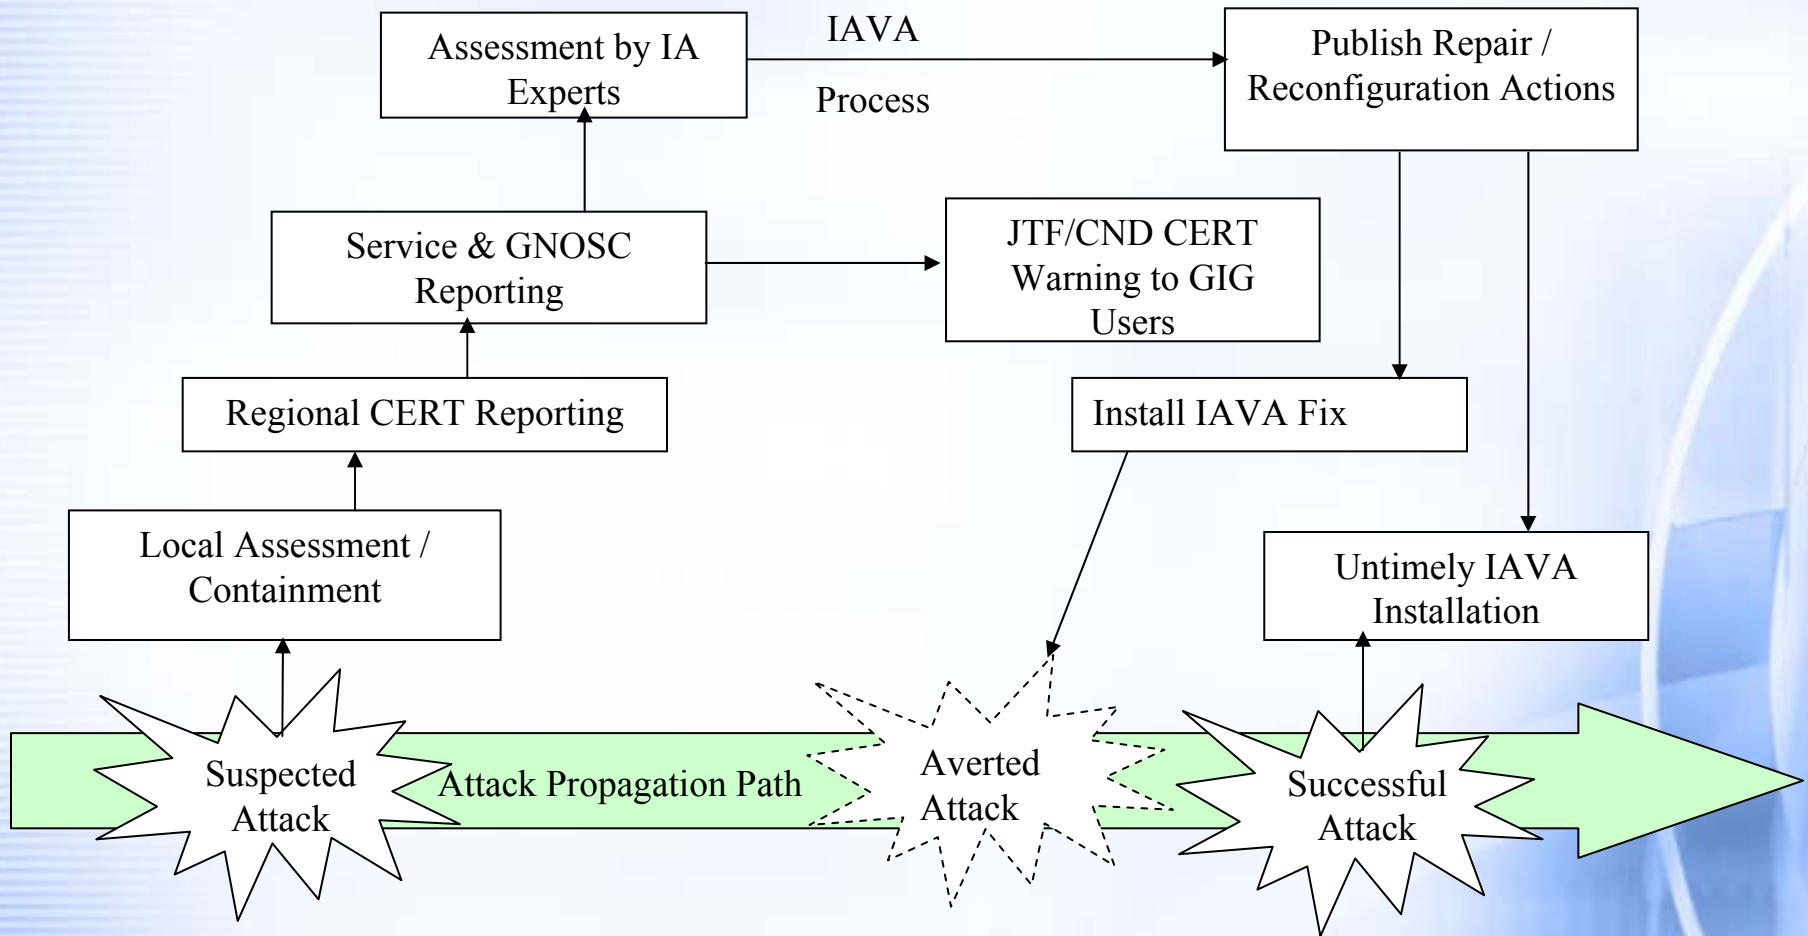 Assessment by IA
Experts
IAVA
Process
Publish Repair /
Reconfiguration Actions
Service & GNOSC
Reporting
JTF/CND CERT
Warning to GIG
Users
Regional CERT Reporting
Install IAVA Fix
Local Assessment /
Containment
Untimely IAVA
Installation
Suspected
Attack
Attack Propagation Path
Averted
Attack
Successful
Attack